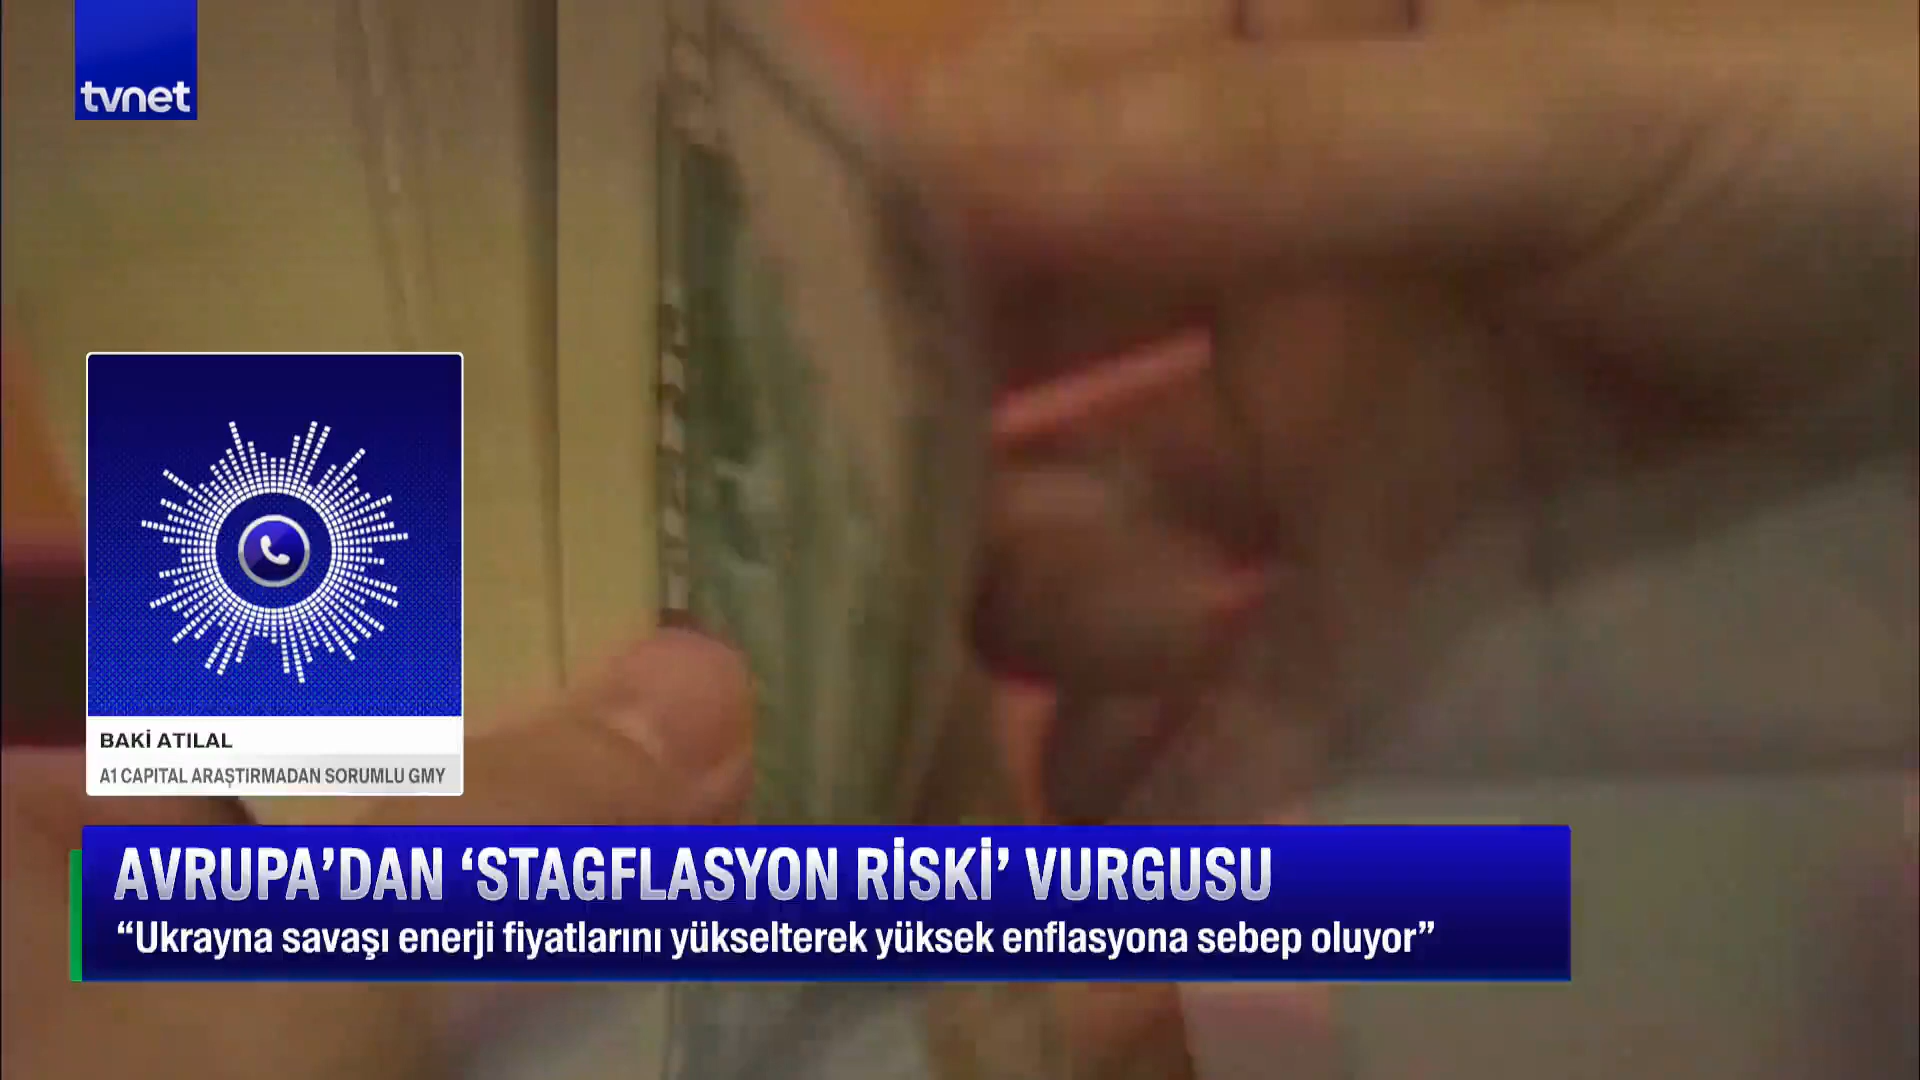 tvnet
BAKİ ATILAL
A1 CAPITAL ARAŞTIRMADAN SORUMLU GMY
AVRUPA’DAN ‘STAGFLASYON RİSKİ’ VURGUSU
“Ukrayna savaşı enerji fiyatlarını yükselterek yüksek enflasyona sebep oluyor”